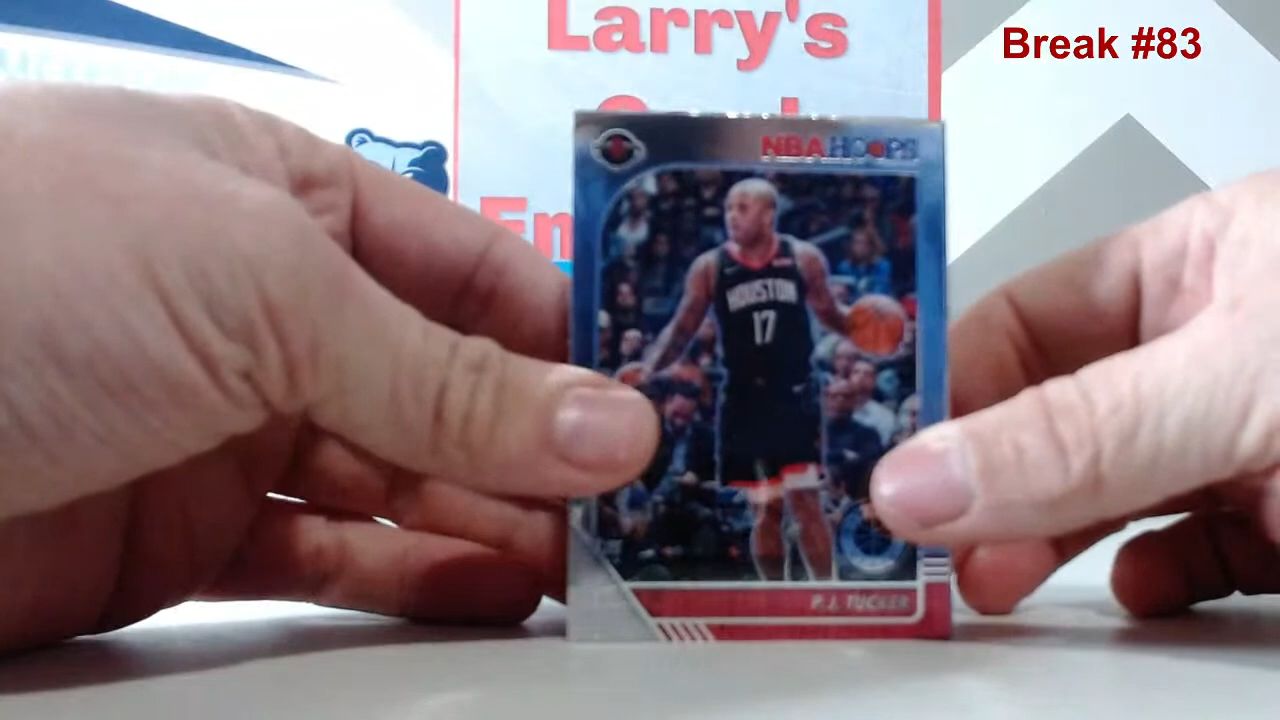 Larry's
Break #83
NBA HOOPS
HOUSTON
17
P.J. TUCKER